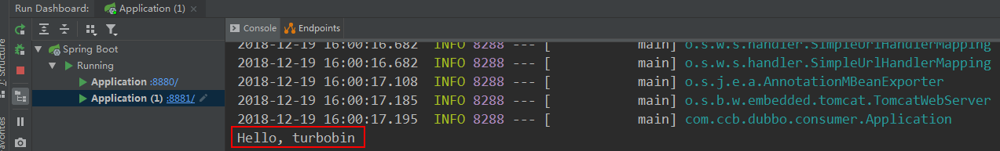 Run Dashboard: Application (1)
Console Endpoints
Z: Structure
Spring Boot
Running
Application :8880/
Application (1) :8881/
avorites
2018-12-19 16:00:16.682 INFO 8288 --- [ main] o.s.w.s.handler.SimpleUrlHandlerMapping
2018-12-19 16:00:16.682 INFO 8288 --- [ main] o.s.w.s.handler.SimpleUrlHandlerMapping
2018-12-19 16:00:17.108 INFO 8288 --- [ main] o.s.j.e.a.AnnotationMBeanExporter
2018-12-19 16:00:17.185 INFO 8288 --- [ main] o.s.b.w.embedded.tomcat.TomcatWebServer
2018-12-19 16:00:17.195 INFO 8288 --- [ main] com.ccb.dubbo.consumer.Application
Hello, turbobin